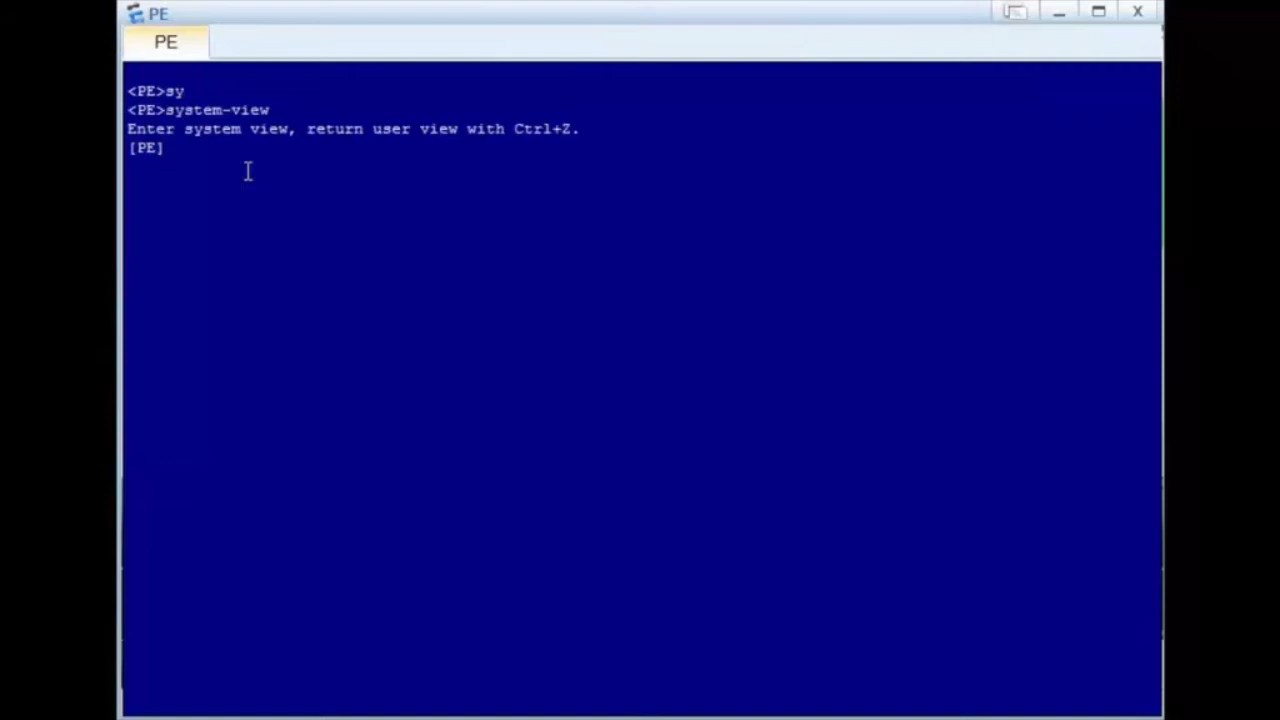 PE
PE
<PE>sy
<PE>system-view
Enter system view, return user view with Ctrl+Z.
[PE]